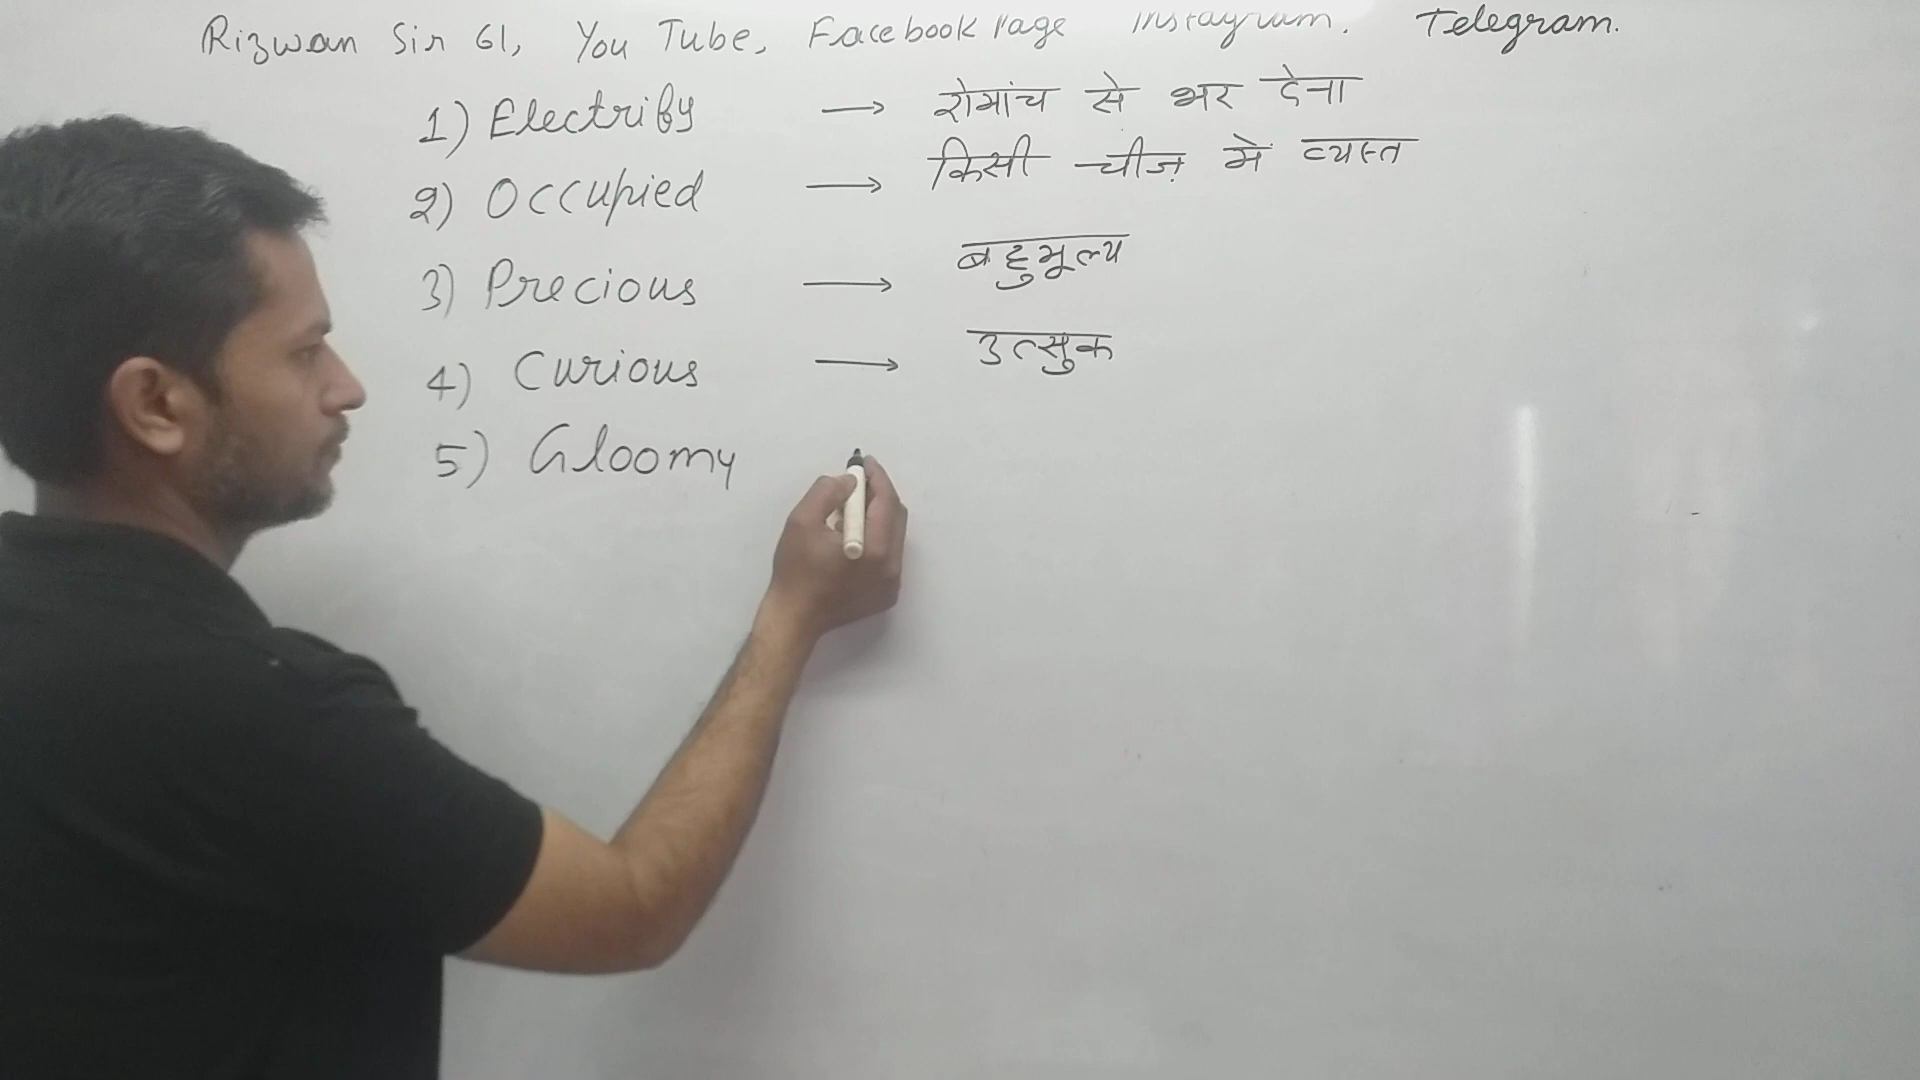 Rizwan Sir 61, You Tube, Facebook Page Instagram. Telegram.
1) Electrify → रोमांच से भर देना
2) Occupied → किसी चीज़ में व्यस्त
3) Precious → बहुमूल्य
4) Curious → उत्सुक
5) Gloomy